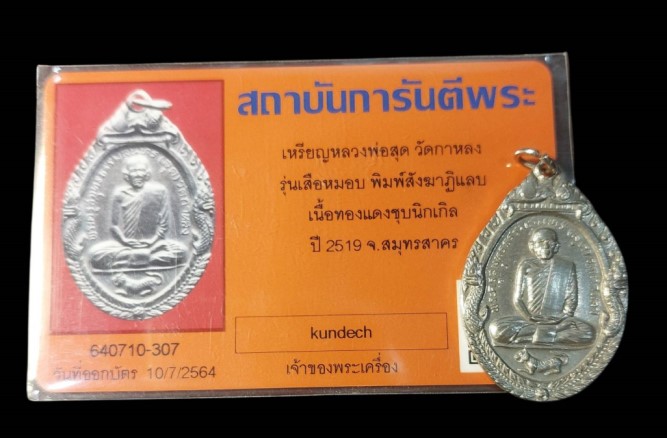 สถาบันการันตีพระ
เหรียญหลวงพ่อสุด วัดกาหลง
รุ่นเสือหมอบ พิมพ์สังฆาฏิแลบ
เนื้อทองแดงชุบนิกเกิล
ปี 2519 จ.สมุทรสาคร
kundech
เจ้าของพระเครื่อง
640710-307
วันที่ออกบัตร 10/7/2564